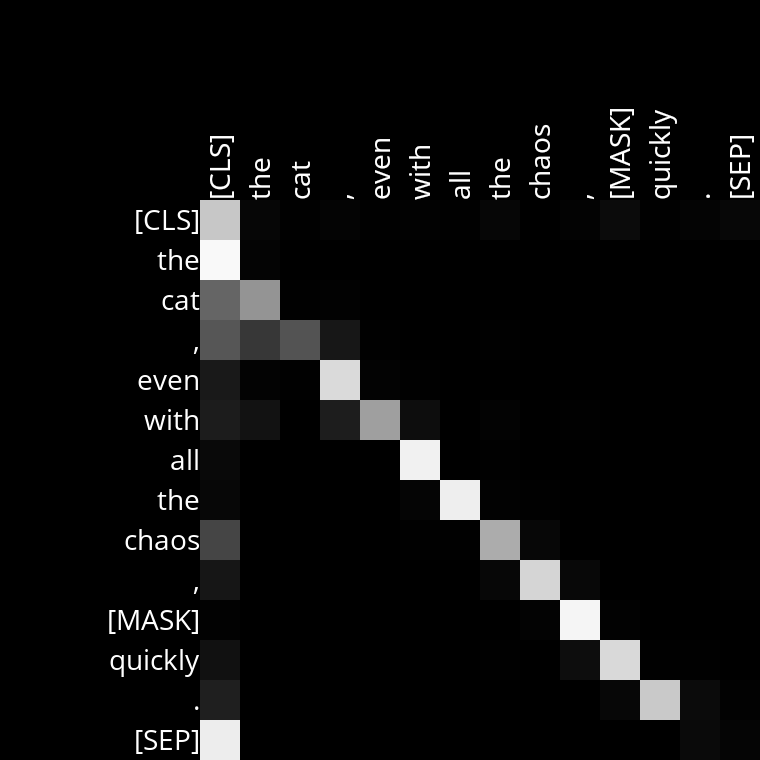 [CLS] the cat , even with all the chaos , [MASK] quickly . [SEP]
[CLS]
the
cat
,
even
with
all
the
chaos
,
[MASK]
quickly
.
[SEP]